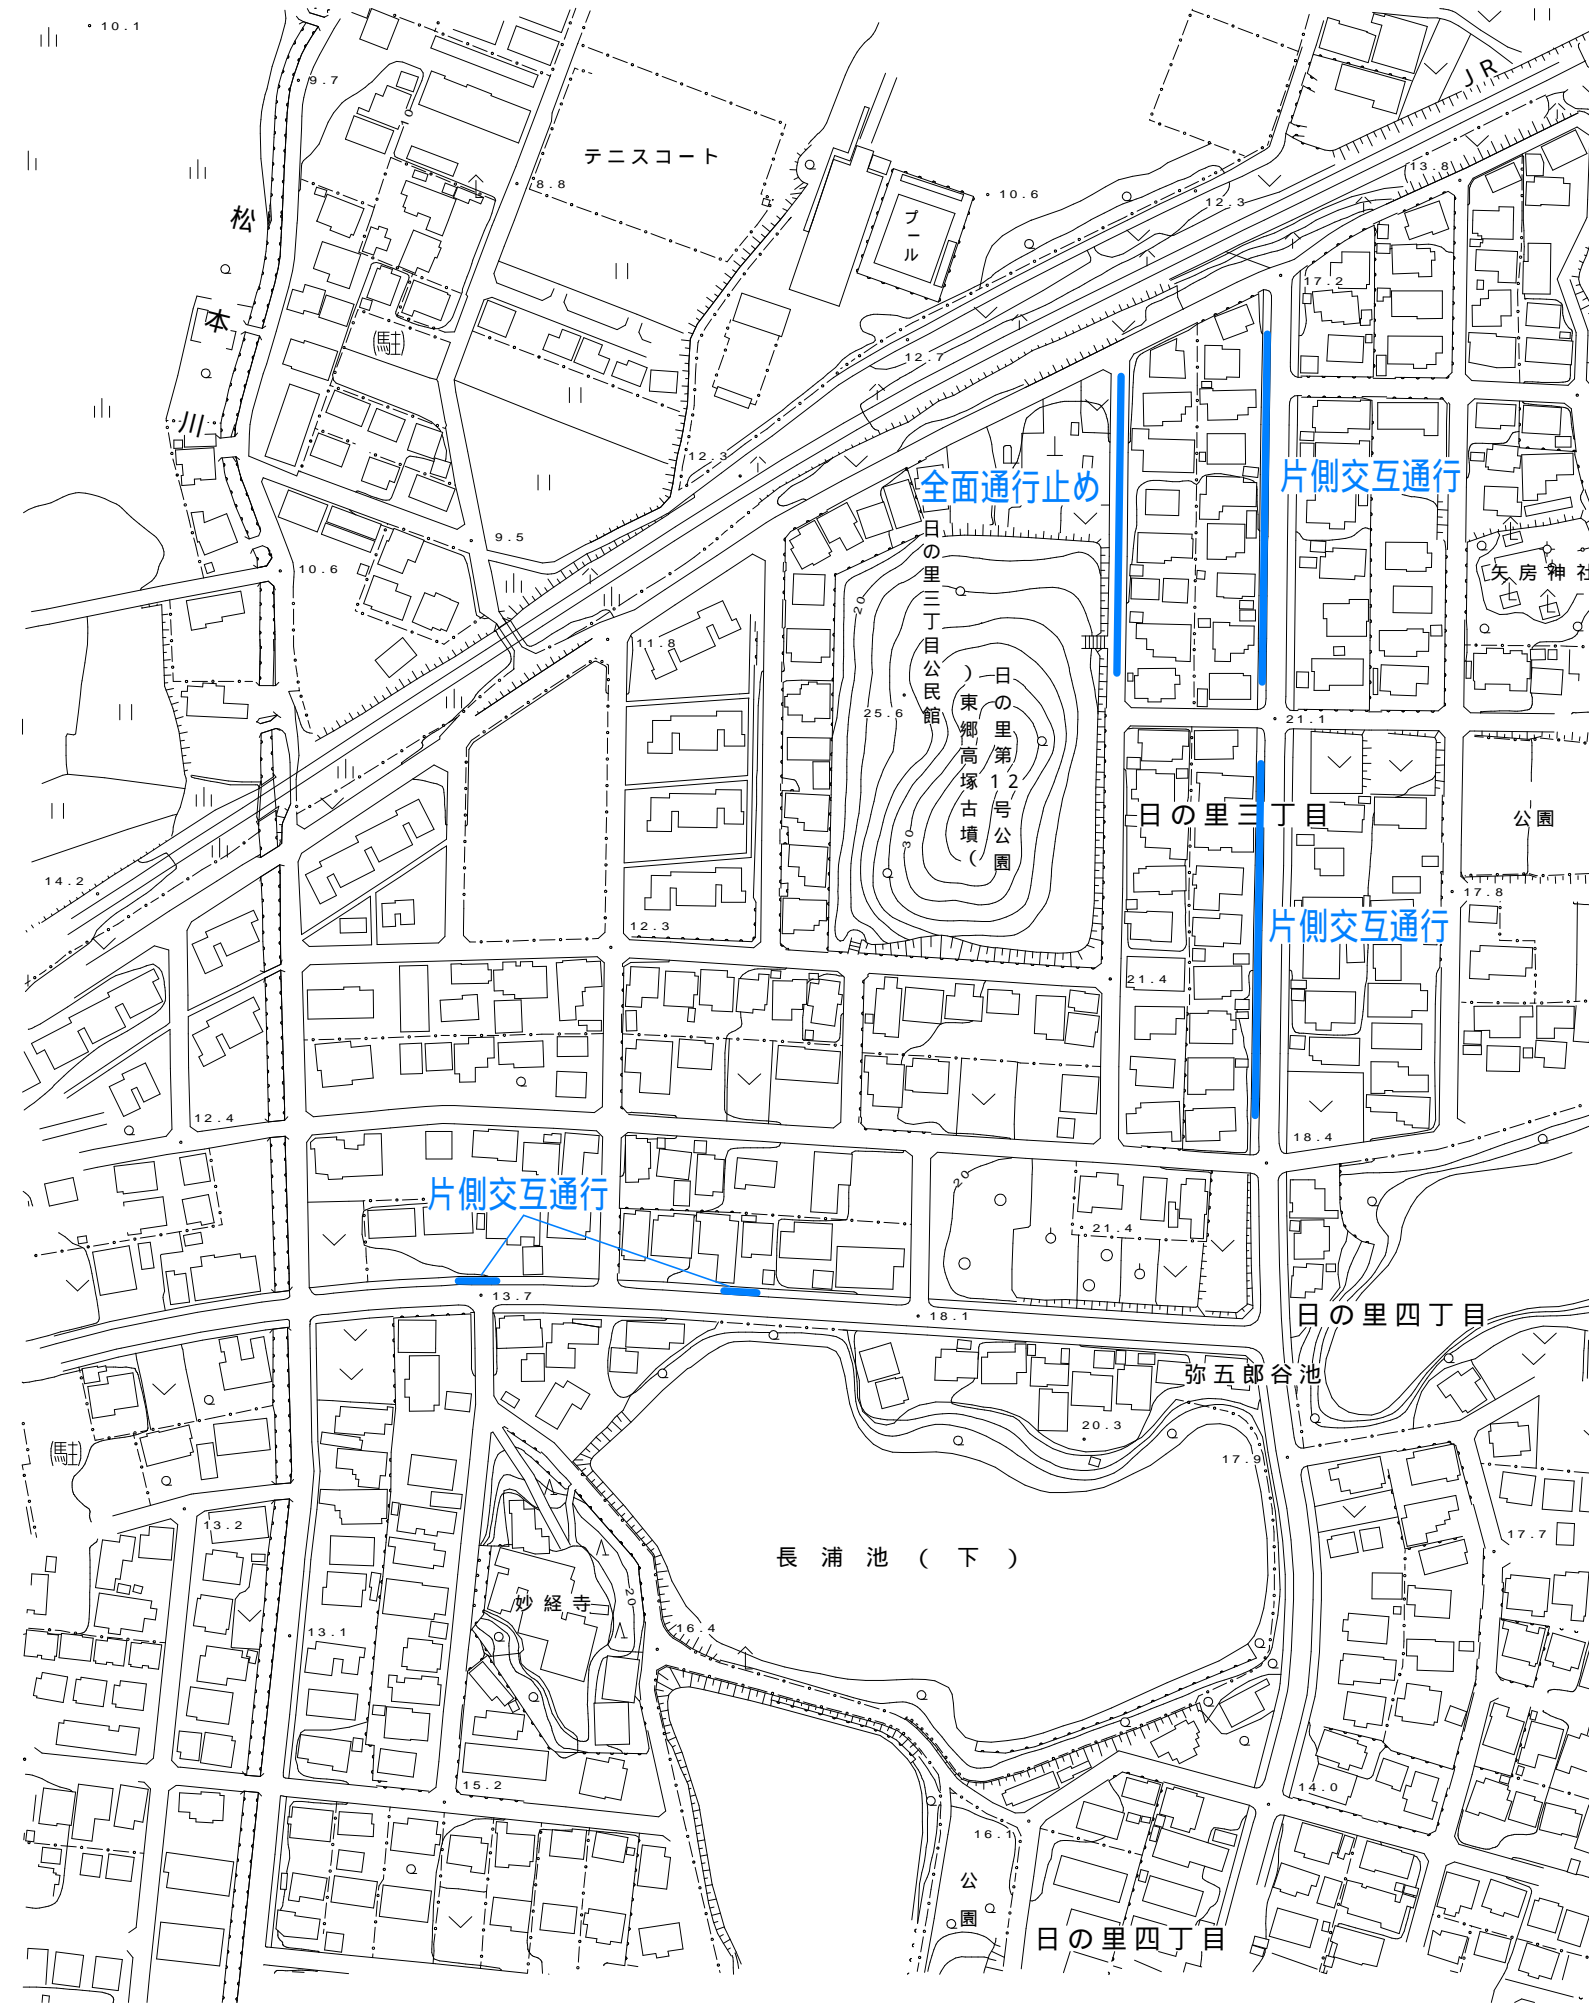 10.1
9.7
JR
13.8
テニスコート
8.8
10.6
12.3
松本川
プール
17.2
(駐)
12.7
12.3
全面通行止め
片側交互通行
9.5
10.6
矢房神社
日の里三丁目公民館
20
11.8
25.6
日の里第12号公園
(東郷高塚古墳)
21.1
日の里三丁目
公園
30
14.2
17.8
12.3
片側交互通行
21.4
12.4
18.4
片側交互通行
20
21.4
13.7
18.1
日の里四丁目
弥五郎谷池
20.3
(駐)
17.9
13.2
17.7
長浦池(下)
妙経寺
20
13.1
16.4
15.2
14.0
16.1
公園
日の里四丁目